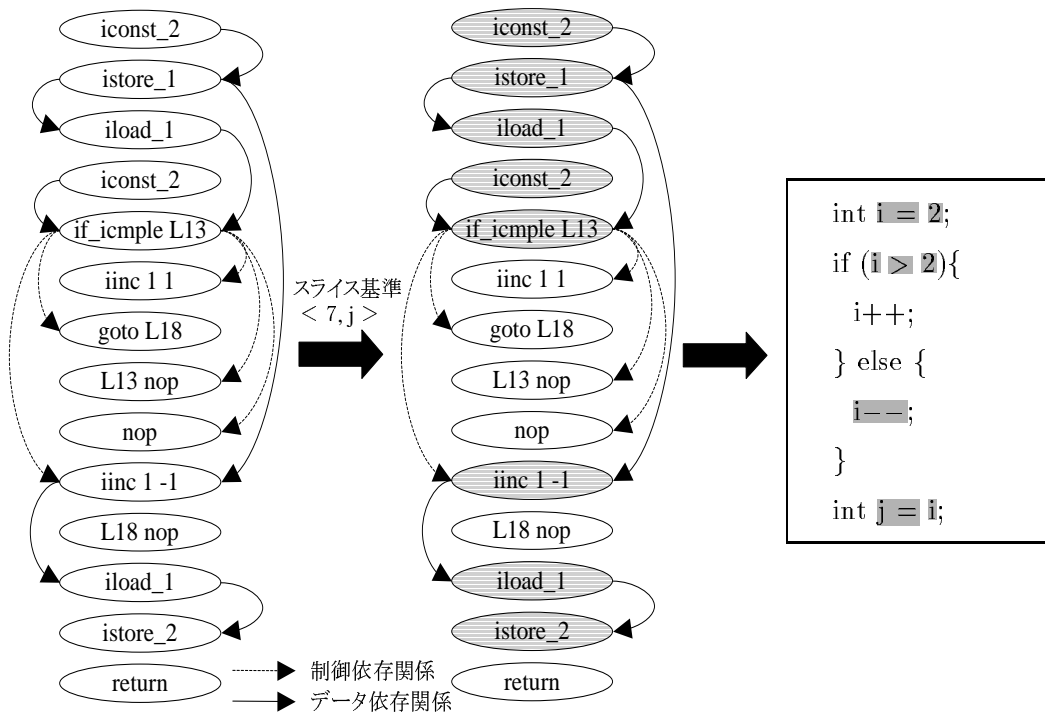 iconst_2
istore_1
iload_1
iconst_2
if_icmple L13
iinc 1 1
goto L18
L13 nop
nop
iinc 1 -1
L18 nop
iload_1
istore_2
return
制御依存関係
データ依存関係
スライス基準
< 7, j >
iconst_2
istore_1
iload_1
iconst_2
if_icmple L13
iinc 1 1
goto L18
L13 nop
nop
iinc 1 -1
L18 nop
iload_1
istore_2
return
int i = 2;
if (i > 2){
i++;
} else {
i−−;
}
int j = i;